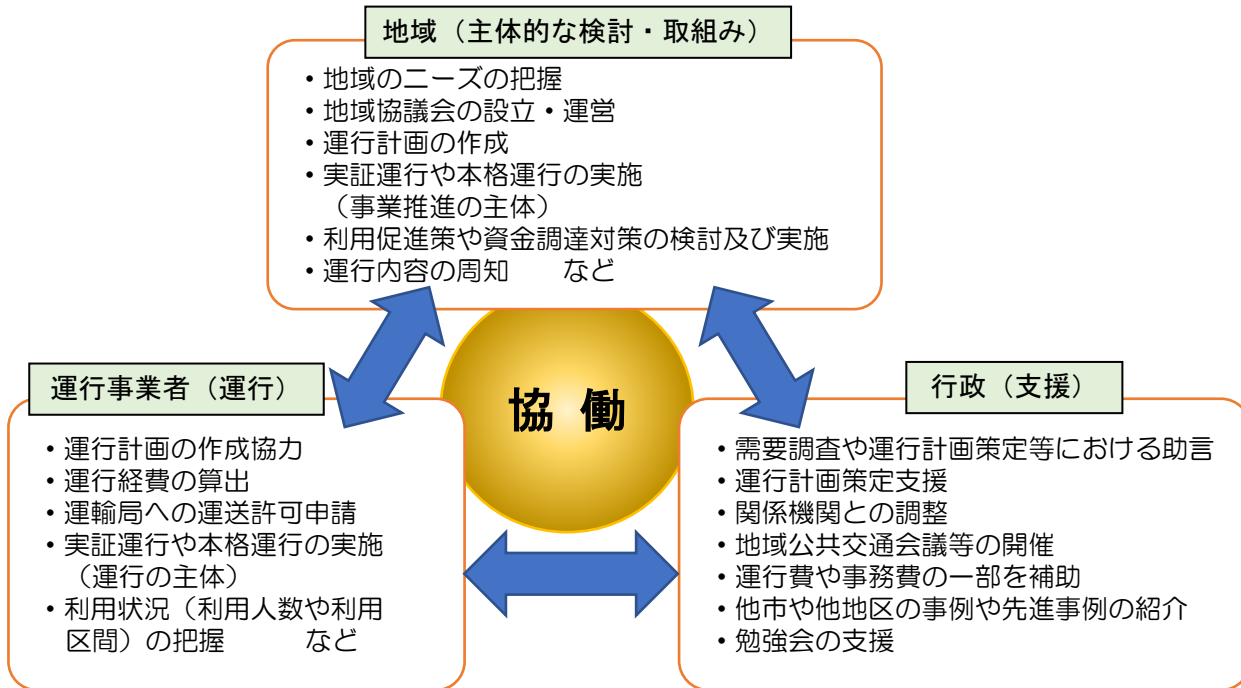 地域（主体的な検討・取組み）
・地域のニーズの把握
・地域協議会の設立・運営
・運行計画の作成
・実証運行や本格運行の実施
（事業推進の主体）
・利用促進策や資金調達対策の検討及び実施
・運行内容の周知　　など
協 働
運行事業者（運行）
・運行計画の作成協力
・運行経費の算出
・運輸局への運送許可申請
・実証運行や本格運行の実施
（運行の主体）
・利用状況（利用人数や利用
区間）の把握　　　など
行政（支援）
・需要調査や運行計画策定等における助言
・運行計画策定支援
・関係機関との調整
・地域公共交通会議等の開催
・運行費や事務費の一部を補助
・他市や他地区の事例や先進事例の紹介
・勉強会の支援